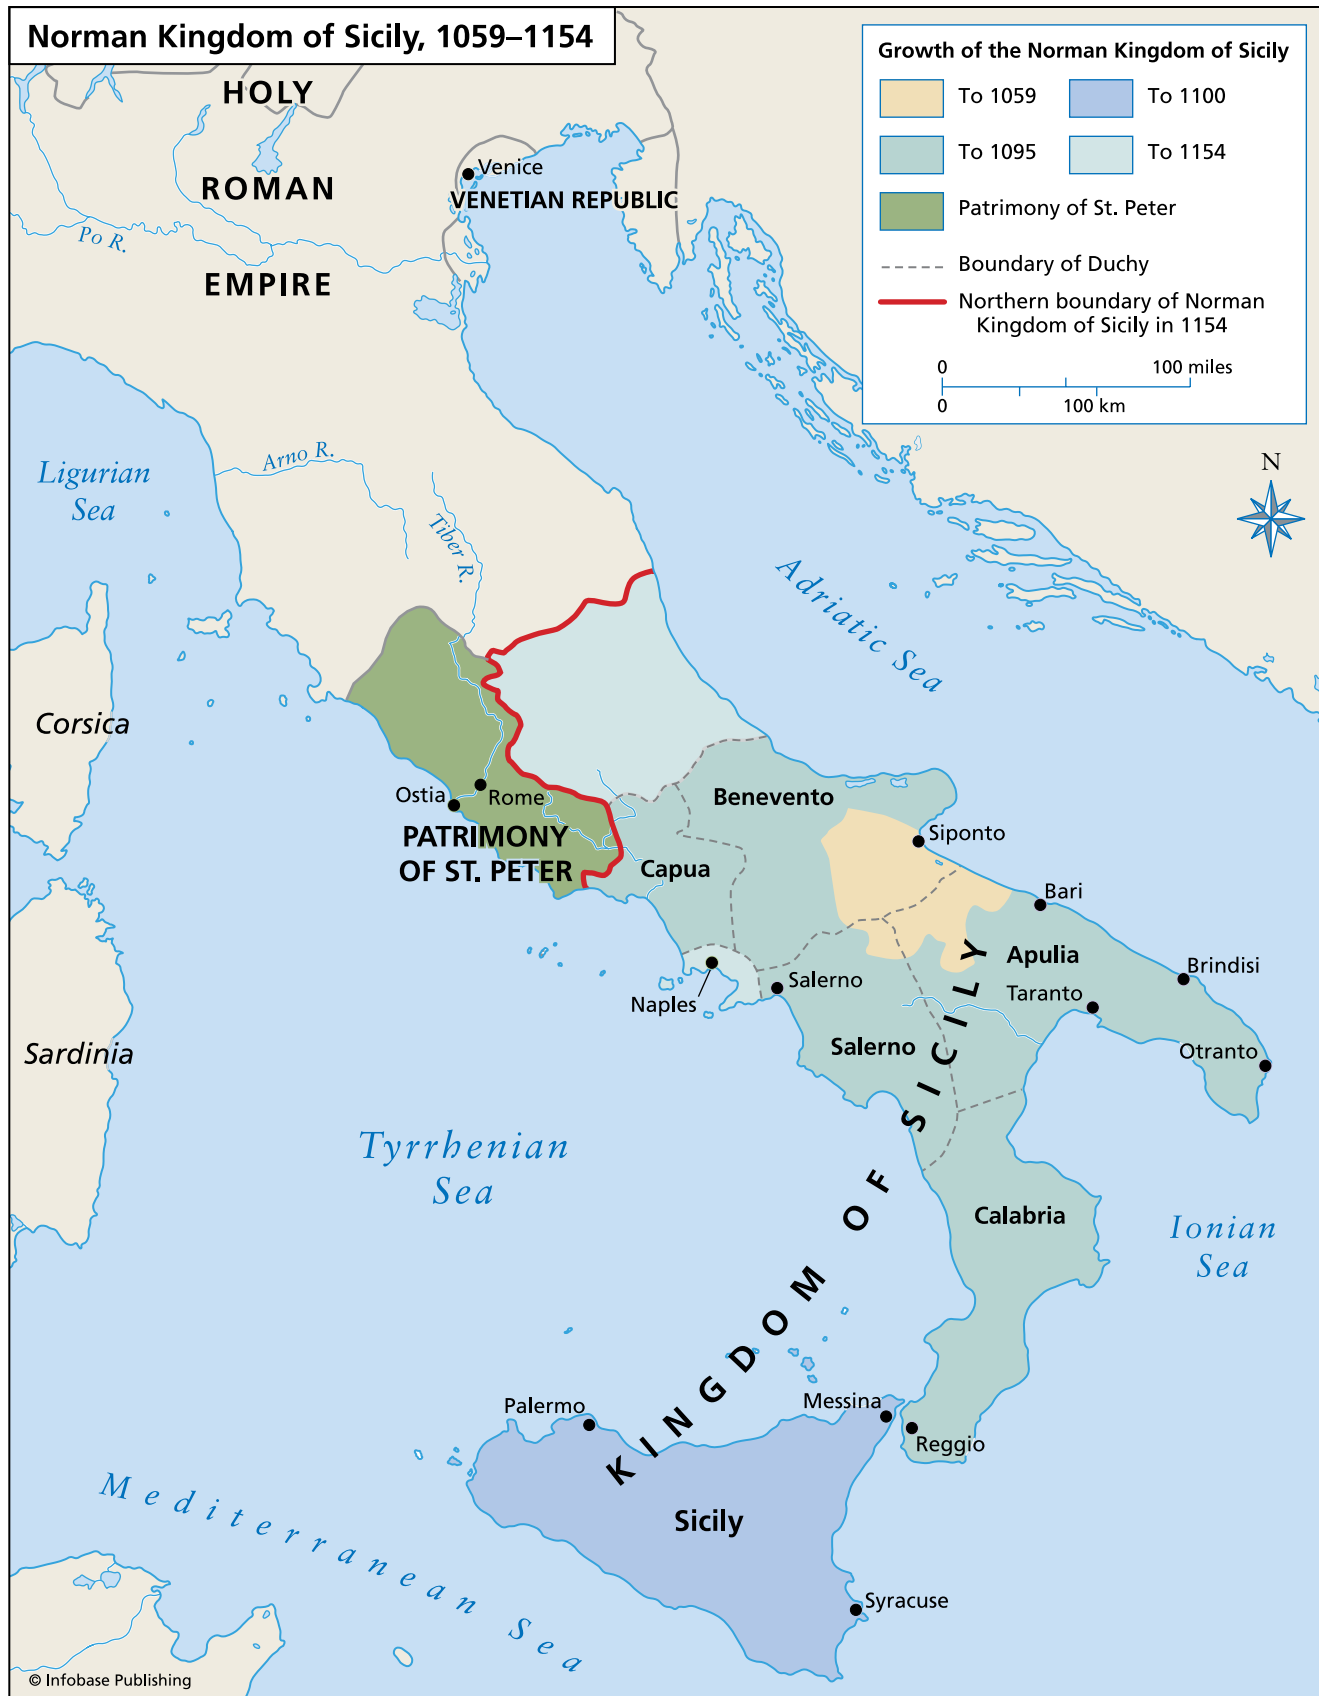 Norman Kingdom of Sicily, 1059–1154
Growth of the Norman Kingdom of Sicily
To 1059
To 1100
To 1095
To 1154
Patrimony of St. Peter
Boundary of Duchy
Northern boundary of Norman
Kingdom of Sicily in 1154
0
100 miles
0
100 km
N
HOLY
ROMAN
EMPIRE
Venice
VENETIAN REPUBLIC
Po R.
Ligurian
Sea
Arno R.
Tiber R.
Adriatic Sea
Corsica
Ostia
Rome
PATRIMONY
OF ST. PETER
Benevento
Siponto
Capua
Bari
Apulia
Brindisi
Naples
Salerno
Taranto
Salerno
Otranto
Sardinia
Tyrrhenian
Sea
KINGDOM OF SICILY
Calabria
Ionian
Sea
Palermo
Messina
Reggio
Sicily
Mediterranean Sea
Syracuse
© Infobase Publishing